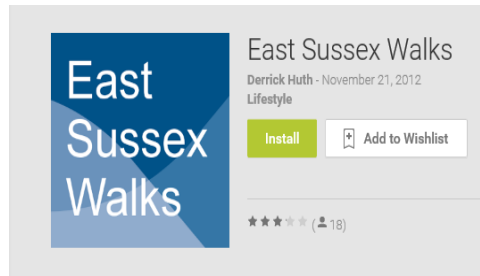 East
Sussex
Walks
East Sussex Walks
Derrick Huth - November 21, 2012
Lifestyle
Install
Add to Wishlist
(18)